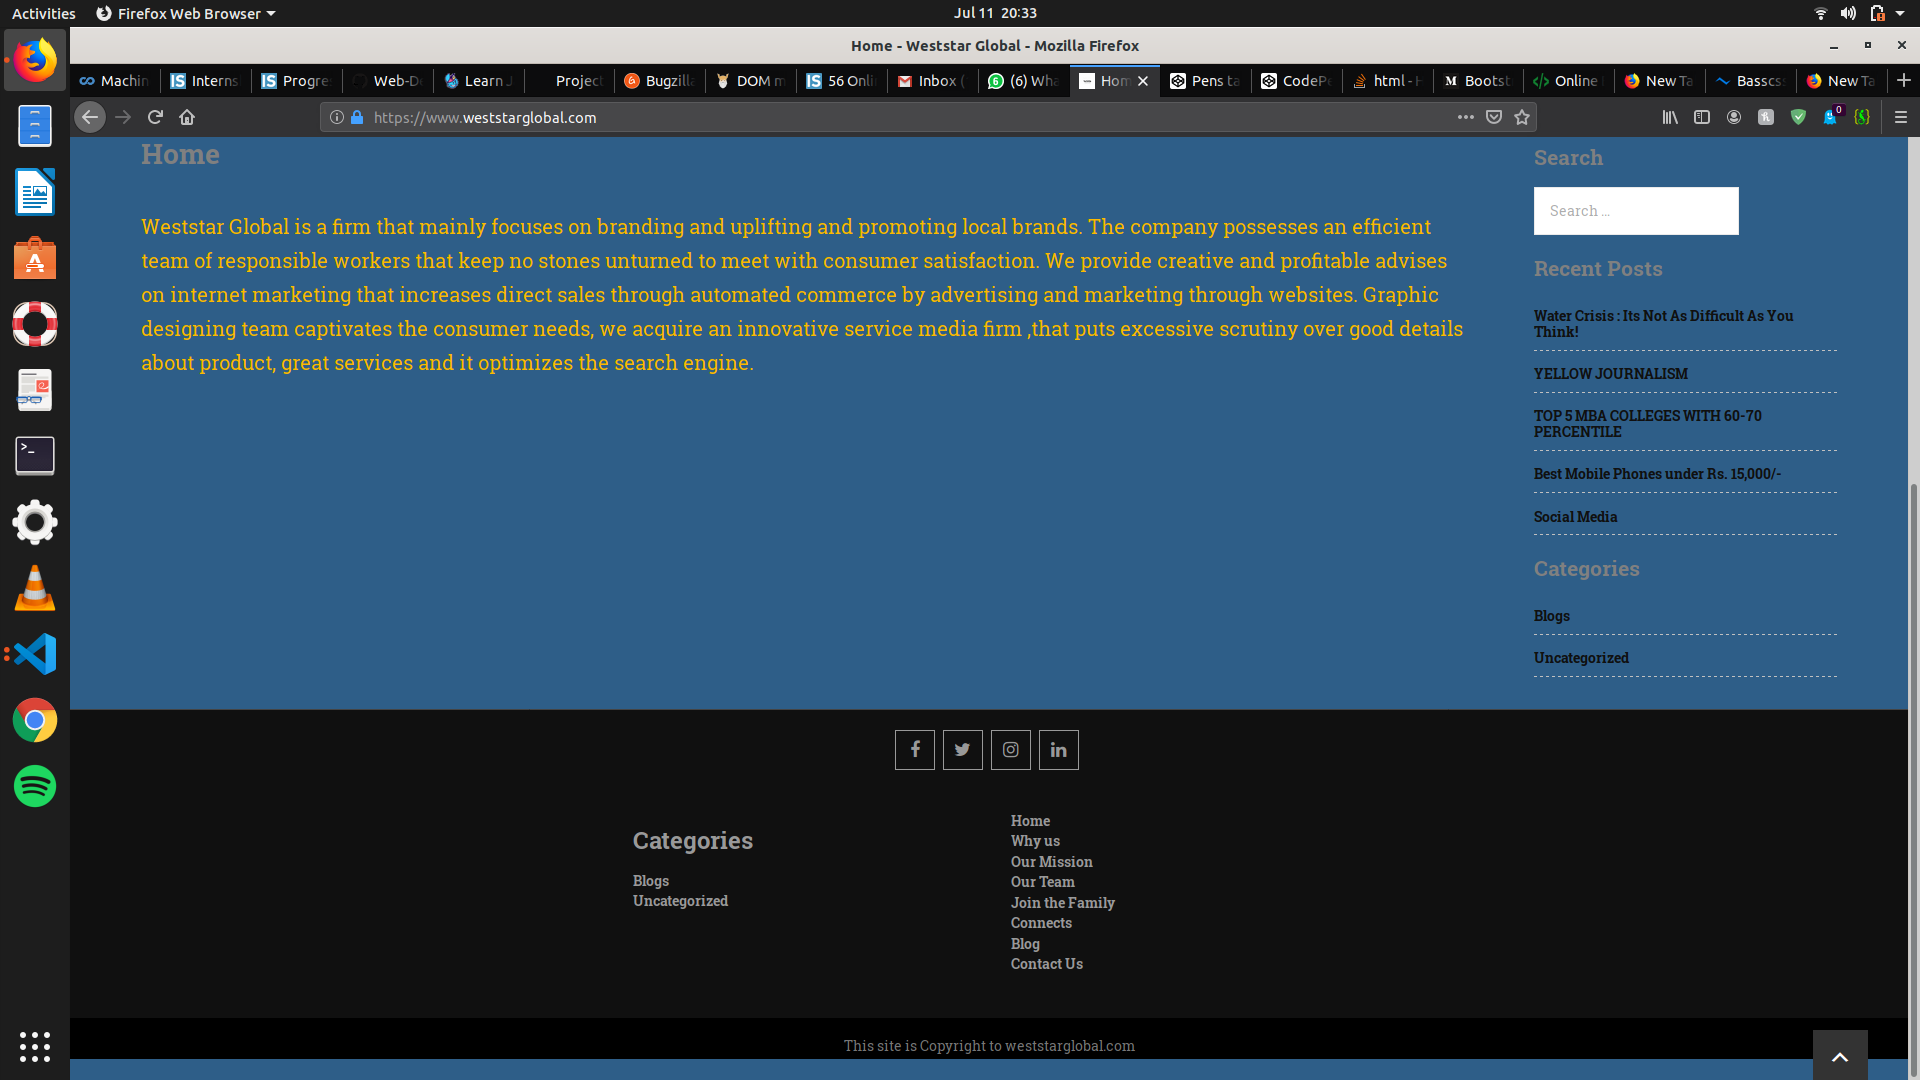 Activities
Firefox Web Browser
Jul 11 20:33
Home - Weststar Global - Mozilla Firefox
Machin
Interns
Progre
Web-D
Learn J
Project
Bugzill
DOM m
56 Onl
Inbox (
(6) Wha
Hom
Pens ta
CodePe
html - H
Bootst
Online
New Ta
Basscs
New Ta
https://www.weststarglobal.com
0
Home
Weststar Global is a firm that mainly focuses on branding and uplifting and promoting local brands. The company possesses an efficient
team of responsible workers that keep no stones unturned to meet with consumer satisfaction. We provide creative and profitable advises
on internet marketing that increases direct sales through automated commerce by advertising and marketing through websites. Graphic
designing team captivates the consumer needs, we acquire an innovative service media firm ,that puts excessive scrutiny over good details
about product, great services and it optimizes the search engine.
Search
Search ...
Recent Posts
Water Crisis : Its Not As Difficult As You
Think!
YELLOW JOURNALISM
TOP 5 MBA COLLEGES WITH 60-70
PERCENTILE
Best Mobile Phones under Rs. 15,000/-
Social Media
Categories
Blogs
Uncategorized
Categories
Blogs
Uncategorized
Home
Why us
Our Mission
Our Team
Join the Family
Connects
Blog
Contact Us
This site is Copyright to weststarglobal.com